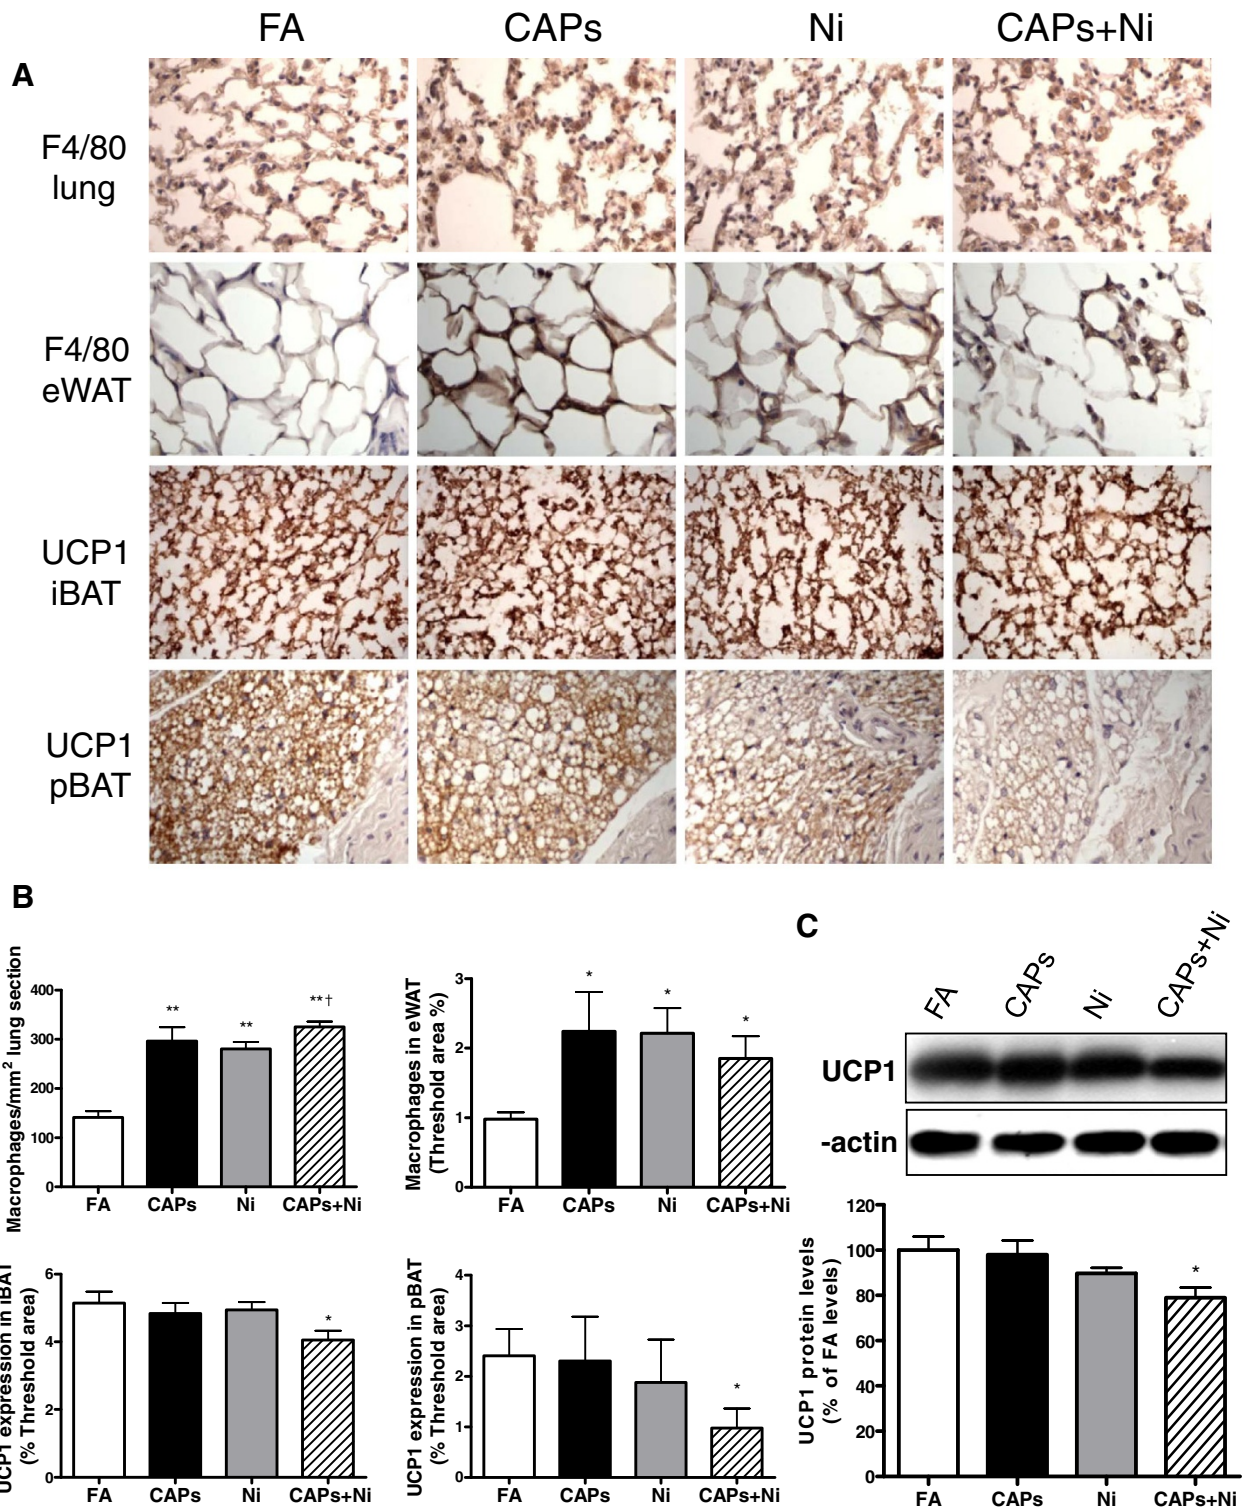 FA CAPs Ni CAPs+Ni
A
F4/80
lung
F4/80
eWAT
UCP1
iBAT
UCP1
pBAT
B
Macrophages/mm² lung section
400
300
200
100
0
** ** **†
FA CAPs Ni CAPs+Ni
Macrophages in eWAT
(Threshold area %)
3
2
1
0
* * *
FA CAPs Ni CAPs+Ni
UCP1 expression in iBAT
(% Threshold area)
6
4
2
0
*
FA CAPs Ni CAPs+Ni
UCP1 expression in pBAT
(% Threshold area)
4
3
2
1
0
*
FA CAPs Ni CAPs+Ni
C
FA CAPs Ni CAPs+Ni
UCP1
-actin
UCP1 protein levels
(% of FA levels)
120
100
80
60
40
20
0
*
FA CAPs Ni CAPs+Ni